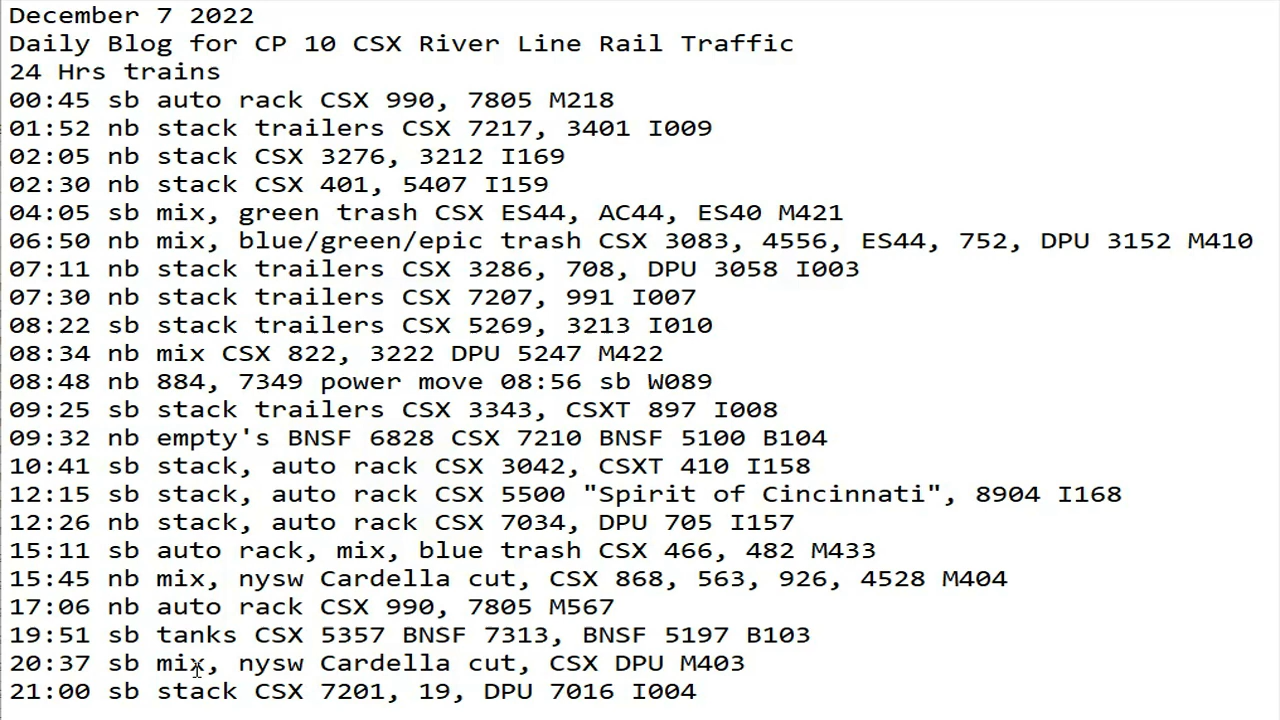 December 7 2022
Daily Blog for CP 10 CSX River Line Rail Traffic
24 Hrs trains
00:45 sb auto rack CSX 990, 7805 M218
01:52 nb stack trailers CSX 7217, 3401 I009
02:05 nb stack CSX 3276, 3212 I169
02:30 nb stack CSX 401, 5407 I159
04:05 sb mix, green trash CSX ES44, AC44, ES40 M421
06:50 nb mix, blue/green/epic trash CSX 3083, 4556, ES44, 752, DPU 3152 M410
07:11 nb stack trailers CSX 3286, 708, DPU 3058 I003
07:30 nb stack trailers CSX 7207, 991 I007
08:22 sb stack trailers CSX 5269, 3213 I010
08:34 nb mix CSX 822, 3222 DPU 5247 M422
08:48 nb 884, 7349 power move 08:56 sb W089
09:25 sb stack trailers CSX 3343, CSXT 897 I008
09:32 nb empty's BNSF 6828 CSX 7210 BNSF 5100 B104
10:41 sb stack, auto rack CSX 3042, CSXT 410 I158
12:15 sb stack, auto rack CSX 5500 "Spirit of Cincinnati", 8904 I168
12:26 nb stack, auto rack CSX 7034, DPU 705 I157
15:11 sb auto rack, mix, blue trash CSX 466, 482 M433
15:45 nb mix, nysw Cardella cut, CSX 868, 563, 926, 4528 M404
17:06 nb auto rack CSX 990, 7805 M567
19:51 sb tanks CSX 5357 BNSF 7313, BNSF 5197 B103
20:37 sb mix, nysw Cardella cut, CSX DPU M403
21:00 sb stack CSX 7201, 19, DPU 7016 I004